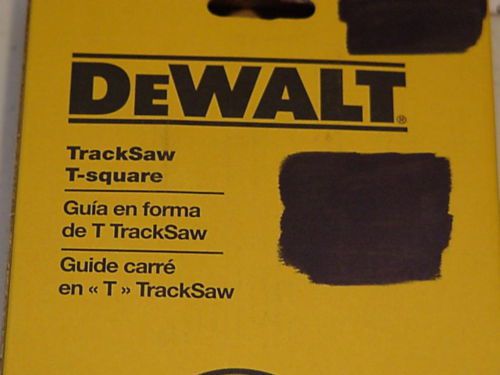 DEWALT®
TrackSaw
T-square
Guía en forma
de T TrackSaw
Guide carré
en « T » TrackSaw